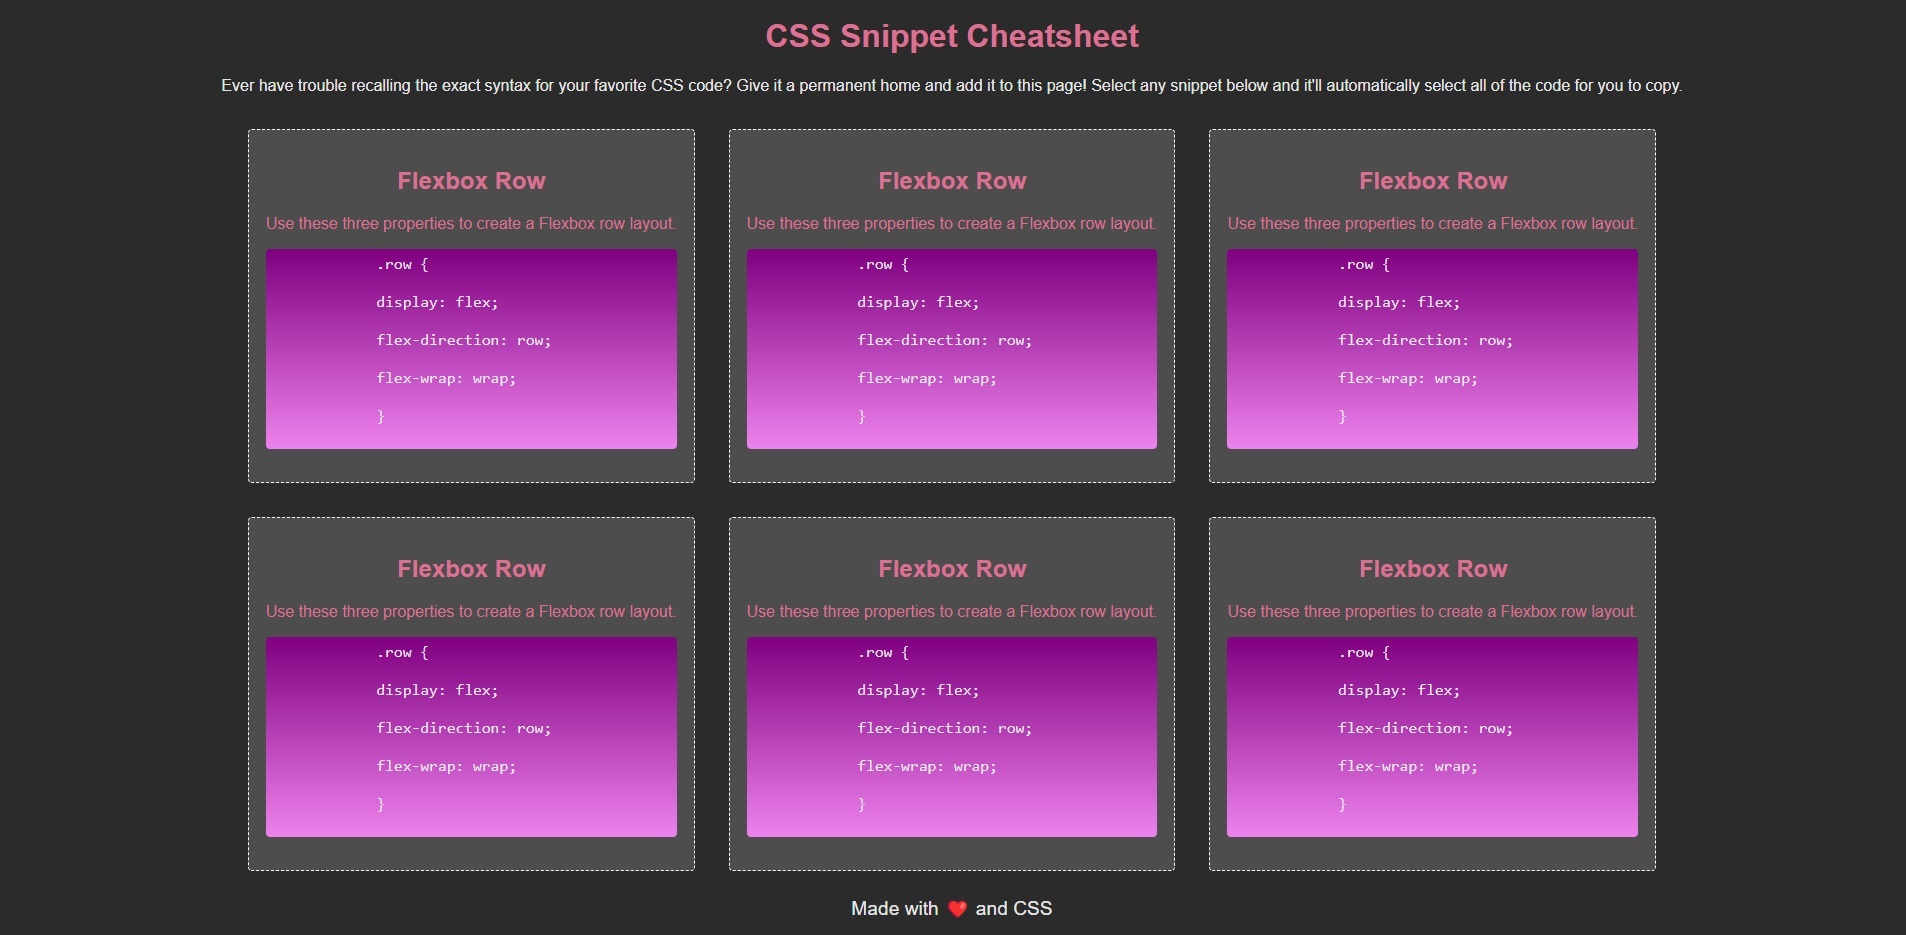 CSS Snippet Cheatsheet
Ever have trouble recalling the exact syntax for your favorite CSS code? Give it a permanent home and add it to this page! Select any snippet below and it'll automatically select all of the code for you to copy.
Flexbox Row
Use these three properties to create a Flexbox row layout.
.row {
display: flex;
flex-direction: row;
flex-wrap: wrap;
}
Flexbox Row
Use these three properties to create a Flexbox row layout.
.row {
display: flex;
flex-direction: row;
flex-wrap: wrap;
}
Flexbox Row
Use these three properties to create a Flexbox row layout.
.row {
display: flex;
flex-direction: row;
flex-wrap: wrap;
}
Flexbox Row
Use these three properties to create a Flexbox row layout.
.row {
display: flex;
flex-direction: row;
flex-wrap: wrap;
}
Flexbox Row
Use these three properties to create a Flexbox row layout.
.row {
display: flex;
flex-direction: row;
flex-wrap: wrap;
}
Flexbox Row
Use these three properties to create a Flexbox row layout.
.row {
display: flex;
flex-direction: row;
flex-wrap: wrap;
}
Made with ❤️ and CSS